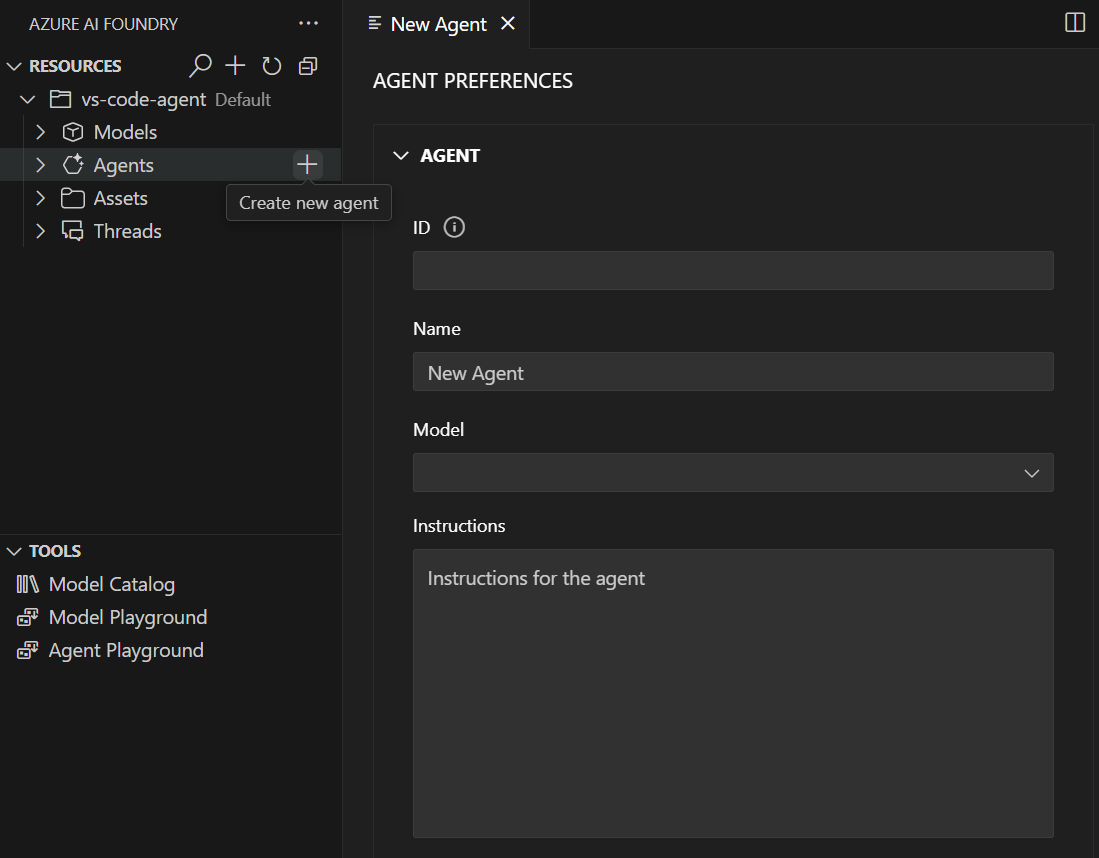 AZURE AI FOUNDRY
RESOURCES
vs-code-agent Default
Models
Agents
Create new agent
Assets
Threads
TOOLS
Model Catalog
Model Playground
Agent Playground
New Agent
AGENT PREFERENCES
AGENT
ID
Name
New Agent
Model
Instructions
Instructions for the agent